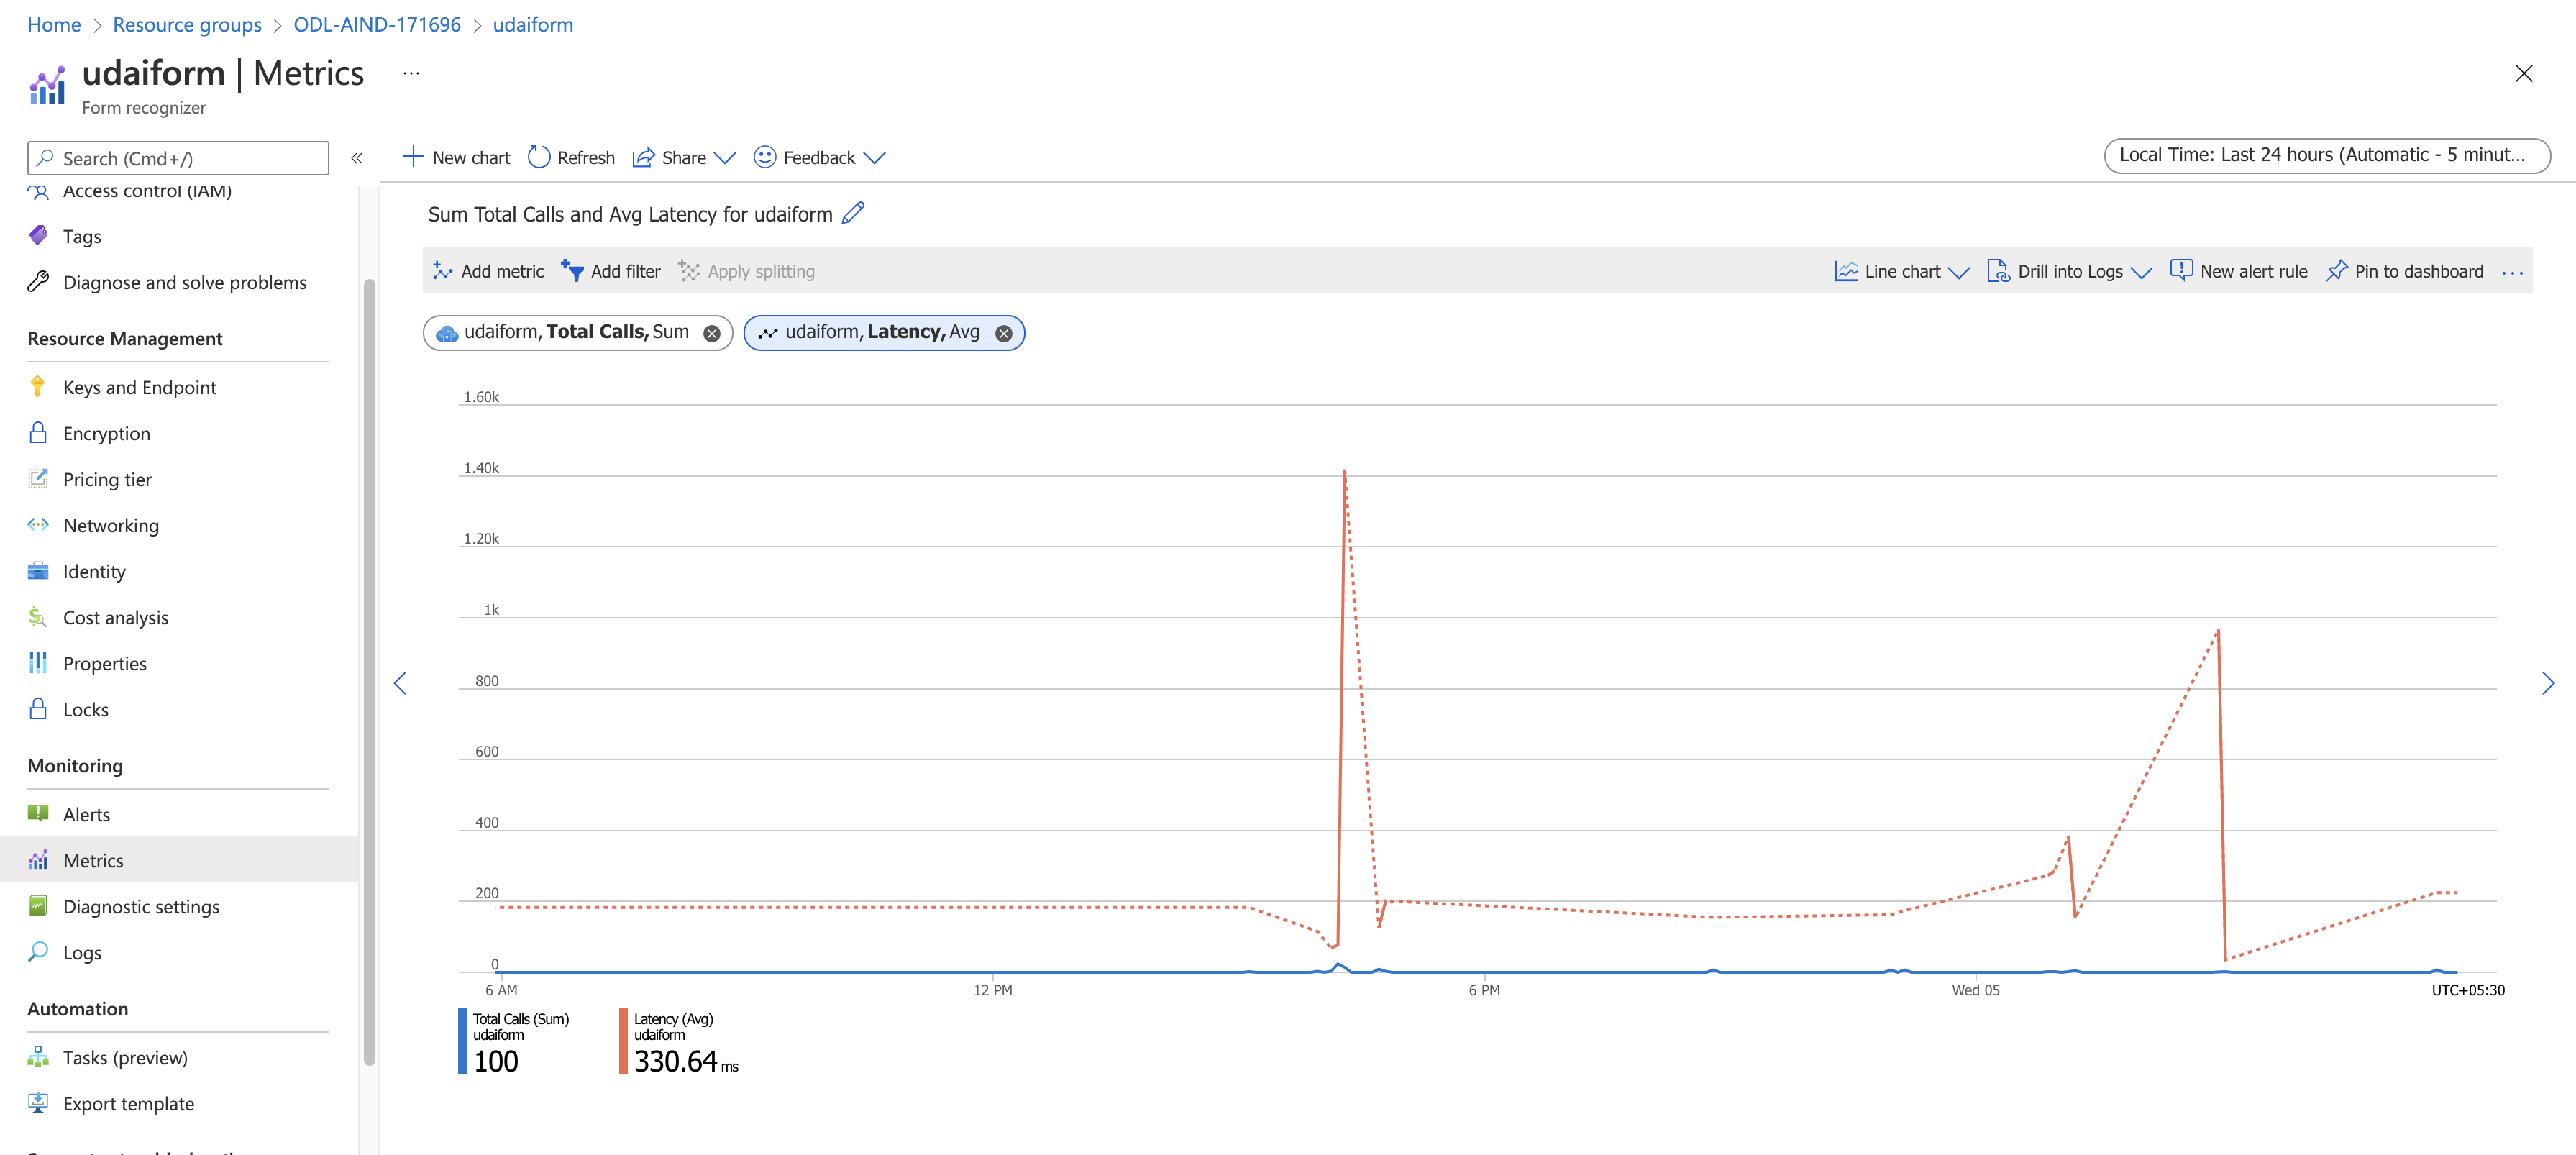 Home > Resource groups > ODL-AIND-171696 > udaiform
udaiform | Metrics ...
Form recognizer
Search (Cmd+/)
«
New chart
Refresh
Share
Feedback
Local Time: Last 24 hours (Automatic - 5 minut...
Access control (IAM)
Tags
Diagnose and solve problems
Resource Management
Keys and Endpoint
Encryption
Pricing tier
Networking
Identity
Cost analysis
Properties
Locks
Monitoring
Alerts
Metrics
Diagnostic settings
Logs
Automation
Tasks (preview)
Export template
Sum Total Calls and Avg Latency for udaiform
Add metric
Add filter
Apply splitting
Line chart
Drill into Logs
New alert rule
Pin to dashboard
...
udaiform, Total Calls, Sum
udaiform, Latency, Avg
1.60k
1.40k
1.20k
1k
800
600
400
200
0
6 AM
12 PM
6 PM
Wed 05
UTC+05:30
Total Calls (Sum)
udaiform
100
Latency (Avg)
udaiform
330.64 ms